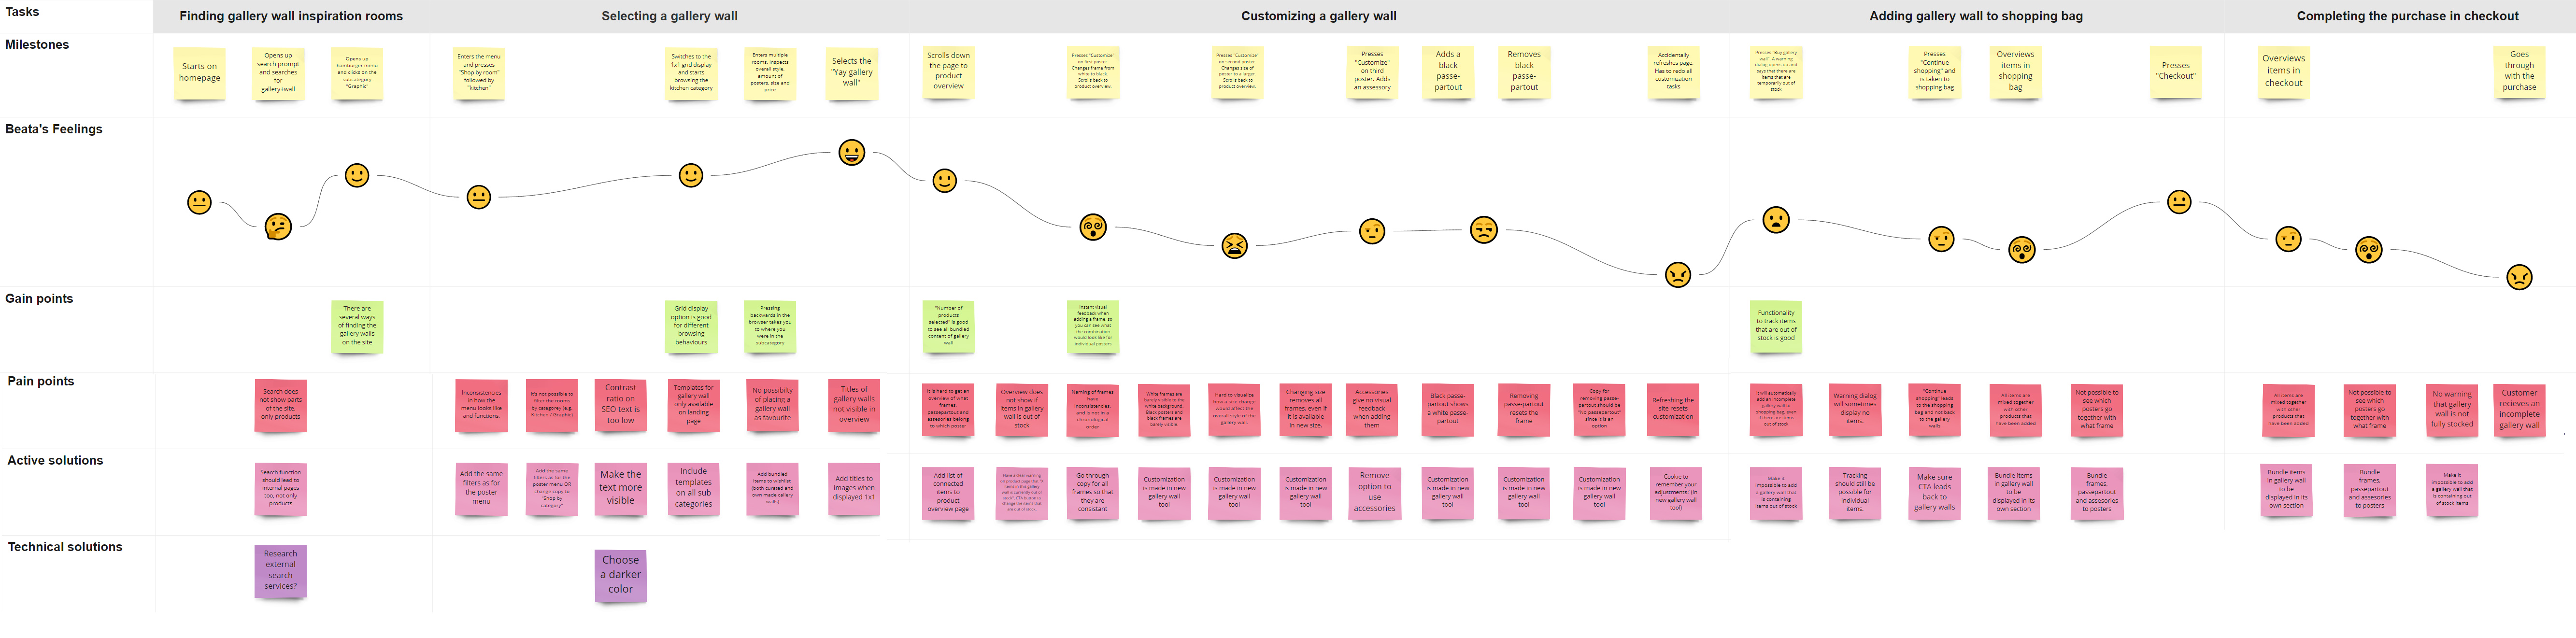 Tasks
Finding gallery wall inspiration rooms
Selecting a gallery wall
Customizing a gallery wall
Adding gallery wall to shopping bag
Completing the purchase in checkout
Milestones
Starts on
homepage
Opens up
search prompt
and searches
for
gallery+wall
Opens up
hamburger menu
and clicks on the
subcategory
"Graphic"
Enters the menu
and presses
"Shop by room"
followed by
"kitchen"
Switches to the
1x1 grid display
and starts
browsing the
kitchen category
Enters multiple
rooms. Inspects
overall style,
amount of
posters, size and
price
Selects the
"Yay gallery
wall"
Scrolls down
the page to
product
overview
Presses "Customize"
on first poster.
Changes frame from
white to black.
Scrolls back to
product overview.
Presses "Customize"
on second poster.
Changes size of
poster to a larger.
Scrolls back to
product overview.
Presses
"Customize"
on third
poster. Adds
an assessory
Adds a
black
passe-
partout
Removes
black
passe-
partout
Accidentally
refreshes page.
Has to redo all
customization
tasks
Presses "Buy gallery
wall". A warning
dialog opens up and
says that there are
items that are
temporarily out of
stock
Presses
"Continue
shopping" and
is taken to
shopping bag
Overviews
items in
shopping
bag
Presses
"Checkout"
Overviews
items in
checkout
Goes
through
with the
purchase
Beata's Feelings
Gain points
There are
several ways
of finding the
gallery walls
on the site
Grid display
option is good
for different
browsing
behaviours
Pressing
backwards in the
browser takes you
to where you
were in the
subcategory
"Number of
products
selected" is good
to see all bundled
content of gallery
wall
Instant visual
feedback when
adding a frame, so
you can see what
the combination
would look like for
individual posters
Functionality
to track items
that are out of
stock is good
Pain points
Search does
not show parts
of the site,
only products
Inconsistencies
in how the
menu looks like
and functions.
It's not possible to
filter the rooms
by category (e.g.
Kitchen / Graphic)
Contrast
ratio on
SEO text is
too low
Templates for
gallery wall
only available
on landing
page
No possibilty
of placing a
gallery wall
as favourite
Titles of
gallery walls
not visible in
overview
It is hard to get an
overview of what
frames,
passepartout and
assesories belong
to which poster
Overview does
not show if
items in gallery
wall is out of
stock
Naming of frames
have
inconsistencies,
and is not in a
chronological
order
White frames are
barely visible to the
white background.
Black posters and
black frames are
barely visible.
Hard to visualize
how a size change
would affect the
overall style of the
gallery wall.
Changing size
removes all
frames, even if
it is available
in new size.
Accessories
give no visual
feedback
when adding
them
Black passe-
partout shows
a white passe-
partout
Removing
passe-partout
resets the
frame
Copy for
removing passe-
partout should be
"No passepartout"
since it is an
option
Refreshing the
site resets
customization
It will automatically
add an incomplete
gallery wall to
shopping bag, even
if there are items
out of stock
Warning dialog
will sometimes
display no
items.
"Continue
shopping" leads
to the shopping
bag and not back
to the gallery
walls
All items are
mixed together
with other
products that
have been added
Not possible to
see which
posters go
together with
what frame
All items are
mixed together
with other
products that
have been added
Not possible to
see which
posters go
together with
what frame
No warning
that gallery
wall is not
fully stocked
Customer
recieves an
incomplete
gallery wall
Active solutions
Search function
should lead to
internal pages
too, not only
products
Add the same
filters as for
the poster
menu
Add the same
filters as for the
poster menu OR
change copy to
"Shop by
category"
Make the
text more
visible
Include
templates
on all sub
categories
Add bundled
items to wishlist
(both curated and
own made gallery
walls)
Add titles to
images when
displayed 1x1
Add list of
connected
items to
product
overview page
Go through
copy for all
frames so that
they are
consistant
Customization
is made in new
gallery wall
tool
Customization
is made in new
gallery wall
tool
Customization
is made in new
gallery wall
tool
Remove
option to
use
accessories
Customization
is made in new
gallery wall
tool
Customization
is made in new
gallery wall
tool
Customization
is made in new
gallery wall
tool
Cookie to
remember your
adjustments? (in
new gallery wall
tool)
Make it
impossible to add
a gallery wall that
is containing
items out of stock
Tracking
should still be
possible for
individual
items.
Make sure
CTA leads
back to
gallery walls
Bundle items
in gallery wall
to be
displayed in its
own section
Bundle
frames,
passepartout
and assesories
to posters
Bundle items
in gallery wall
to be
displayed in its
own section
Bundle
frames,
passepartout
and assesories
to posters
Make it
impossible to add
a gallery wall that
is containing out
of stock items
Technical solutions
Research
external
search
services?
Choose
a darker
color